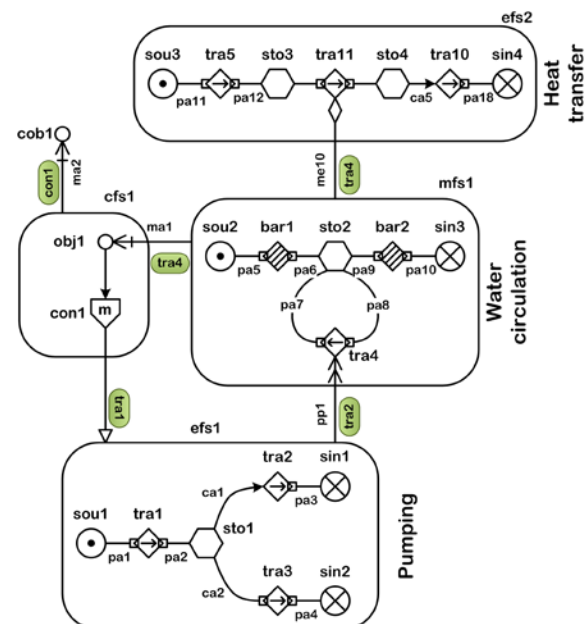 efs2
sou3 tra5 sto3 tra11 sto4 tra10 sin4
pa11 pa12 ca5 pa18
Heat transfer
cob1
con1 ma2
me10 tra4
cfs1 mfs1
obj1 ma1 tra4
con1 m
sou2 bar1 sto2 bar2 sin3
pa5 pa6 pa9 pa10
pa7 pa8
tra4
Water circulation
tra1
pp1 tra2
efs1
tra2 sin1
ca1 pa3
sou1 tra1 sto1
pa1 pa2
tra3 sin2
ca2 pa4
Pumping